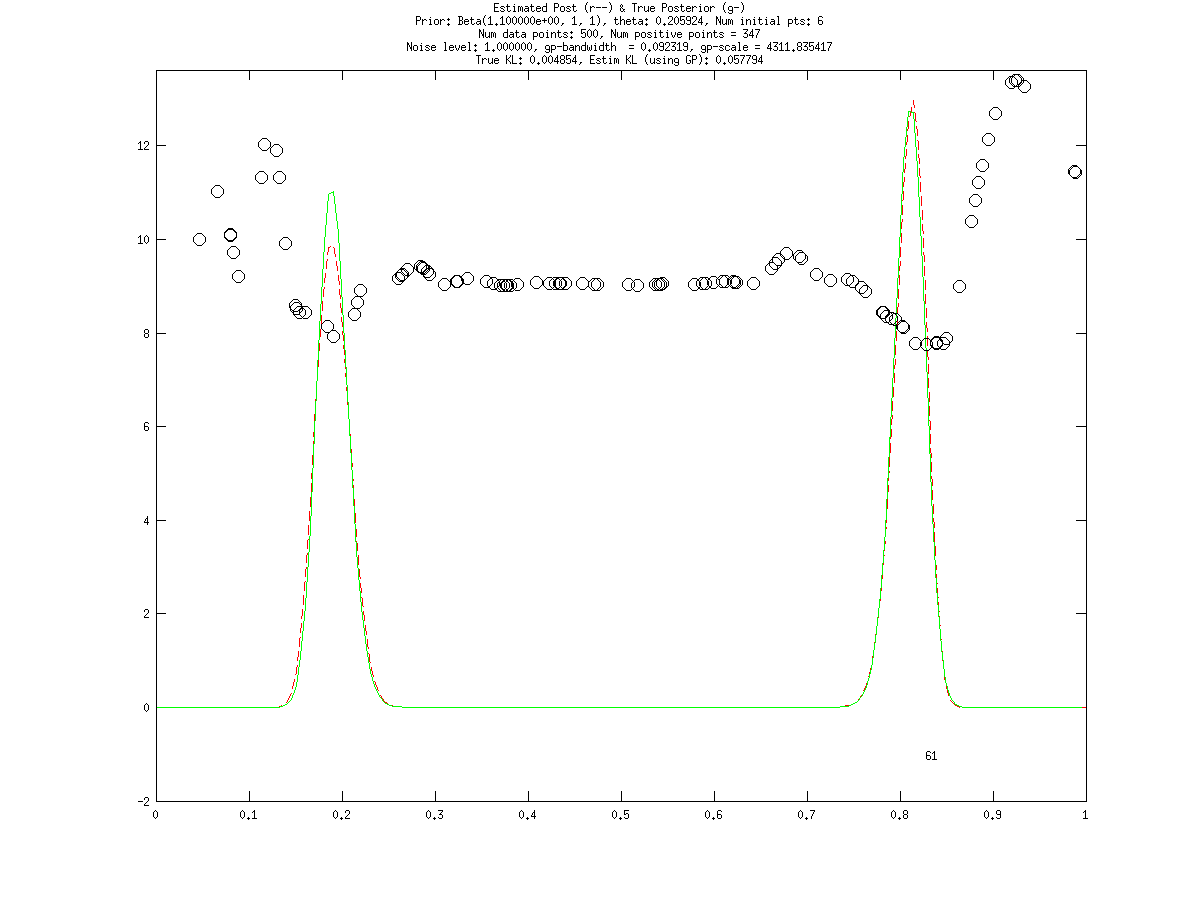 Estimated Post (r--) & True Posterior (g-)
Prior: Beta(1.100000e+00, 1, 1), theta: 0.205924, Num initial pts: 6
Num data points: 500, Num positive points = 347
Noise level: 1.000000, gp-bandwidth  = 0.092319, gp-scale = 4311.835417
True KL: 0.004854, Estim KL (using GP): 0.057794
12
10
8
6
4
2
0
61
-2
0 0.1 0.2 0.3 0.4 0.5 0.6 0.7 0.8 0.9 1